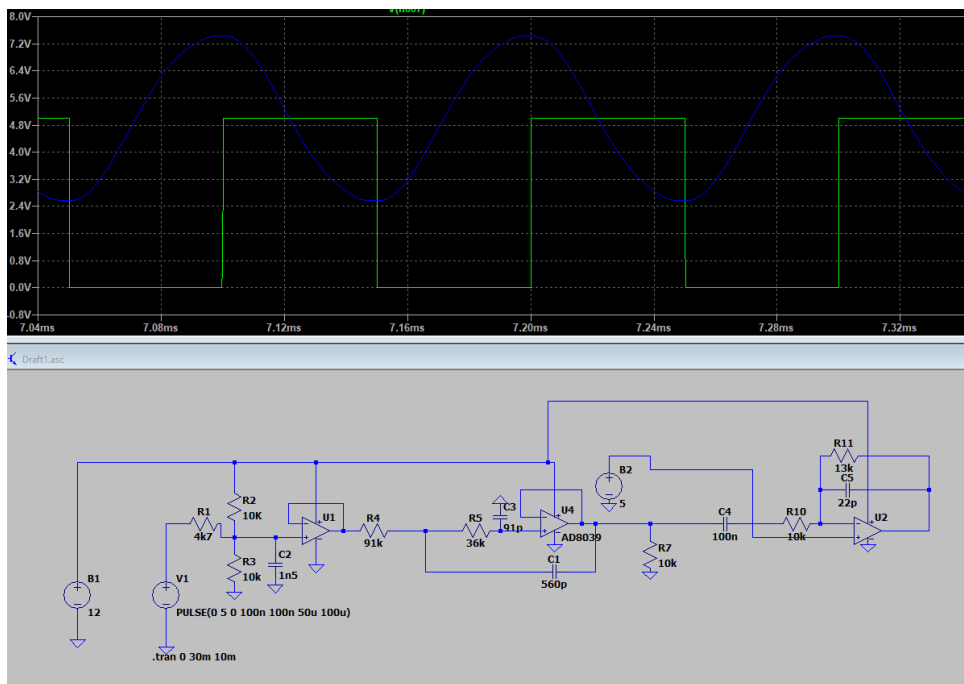 V(n007)
8.0V
7.2V
6.4V
5.6V
4.8V
4.0V
3.2V
2.4V
1.6V
0.8V
0.0V
-0.8V
7.04ms 7.08ms 7.12ms 7.16ms 7.20ms 7.24ms 7.28ms 7.32ms
Draft1.asc
R11
13k
C5
22p
B2
5
R2
10K
R1
4k7
U1
R4
91k
R5
36k
C3
91p
U4
AD8039
C4
100n
R10
10k
U2
R3
10k
C2
1n5
C1
560p
R7
10k
B1
12
V1
PULSE(0 5 0 100n 100n 50u 100u)
.tran 0 30m 10m